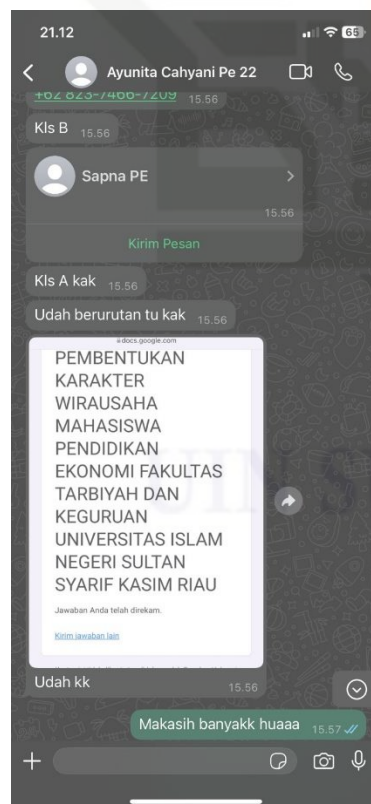 21.12
65
Ayunita Cahyani Pe 22
+62 823-7466-7209 15.56
Kls B 15.56
Sapna PE
15.56
Kirim Pesan
Kls A kak 15.56
Udah berurutan tu kak 15.56
docs.google.com
PEMBENTUKAN
KARAKTER
WIRAUSAHA
MAHASISWA
PENDIDIKAN
EKONOMI FAKULTAS
TARBIYAH DAN
KEGURUAN
UNIVERSITAS ISLAM
NEGERI SULTAN
SYARIF KASIM RIAU
Jawaban Anda telah direkam.
Kirim jawaban lain
Udah kk 15.56
Makasih banyakk huaaa 15.57